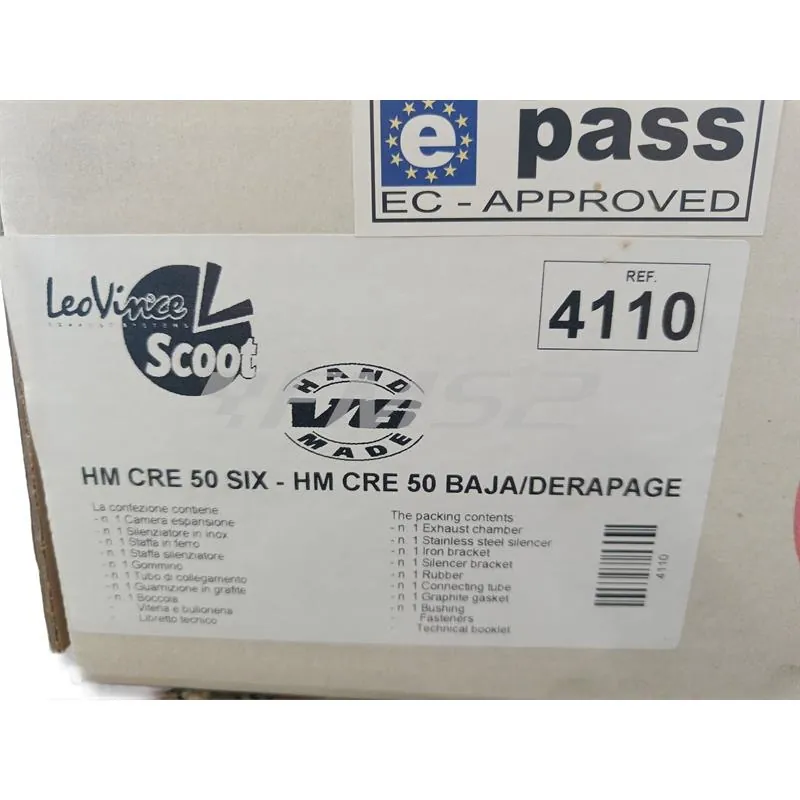 e pass
EC - APPROVED
LeoVince
EXHAUST SYSTEMS
Scoot
REF.
4110
HAND
VG
MADE
HM CRE 50 SIX - HM CRE 50 BAJA/DERAPAGE
La confezione contiene
- n. 1 Camera espansione
- n. 1 Silenziatore in inox
- n. 1 Staffa in ferro
- n. 1 Staffa silenziatore
- n. 1 Gommino
- n. 1 Tubo di collegamento
- n. 1 Guarnizione in grafite
- n. 1 Boccola
- Viteria e bulloneria
- Libretto tecnico
The packing contents:
- n. 1 Exhaust chamber
- n. 1 Stainless steel silencer
- n. 1 Iron bracket
- n. 1 Silencer bracket
- n. 1 Rubber
- n. 1 Connecting tube
- n. 1 Graphite gasket
- n. 1 Bushing
- Fasteners
- Technical booklet
4110